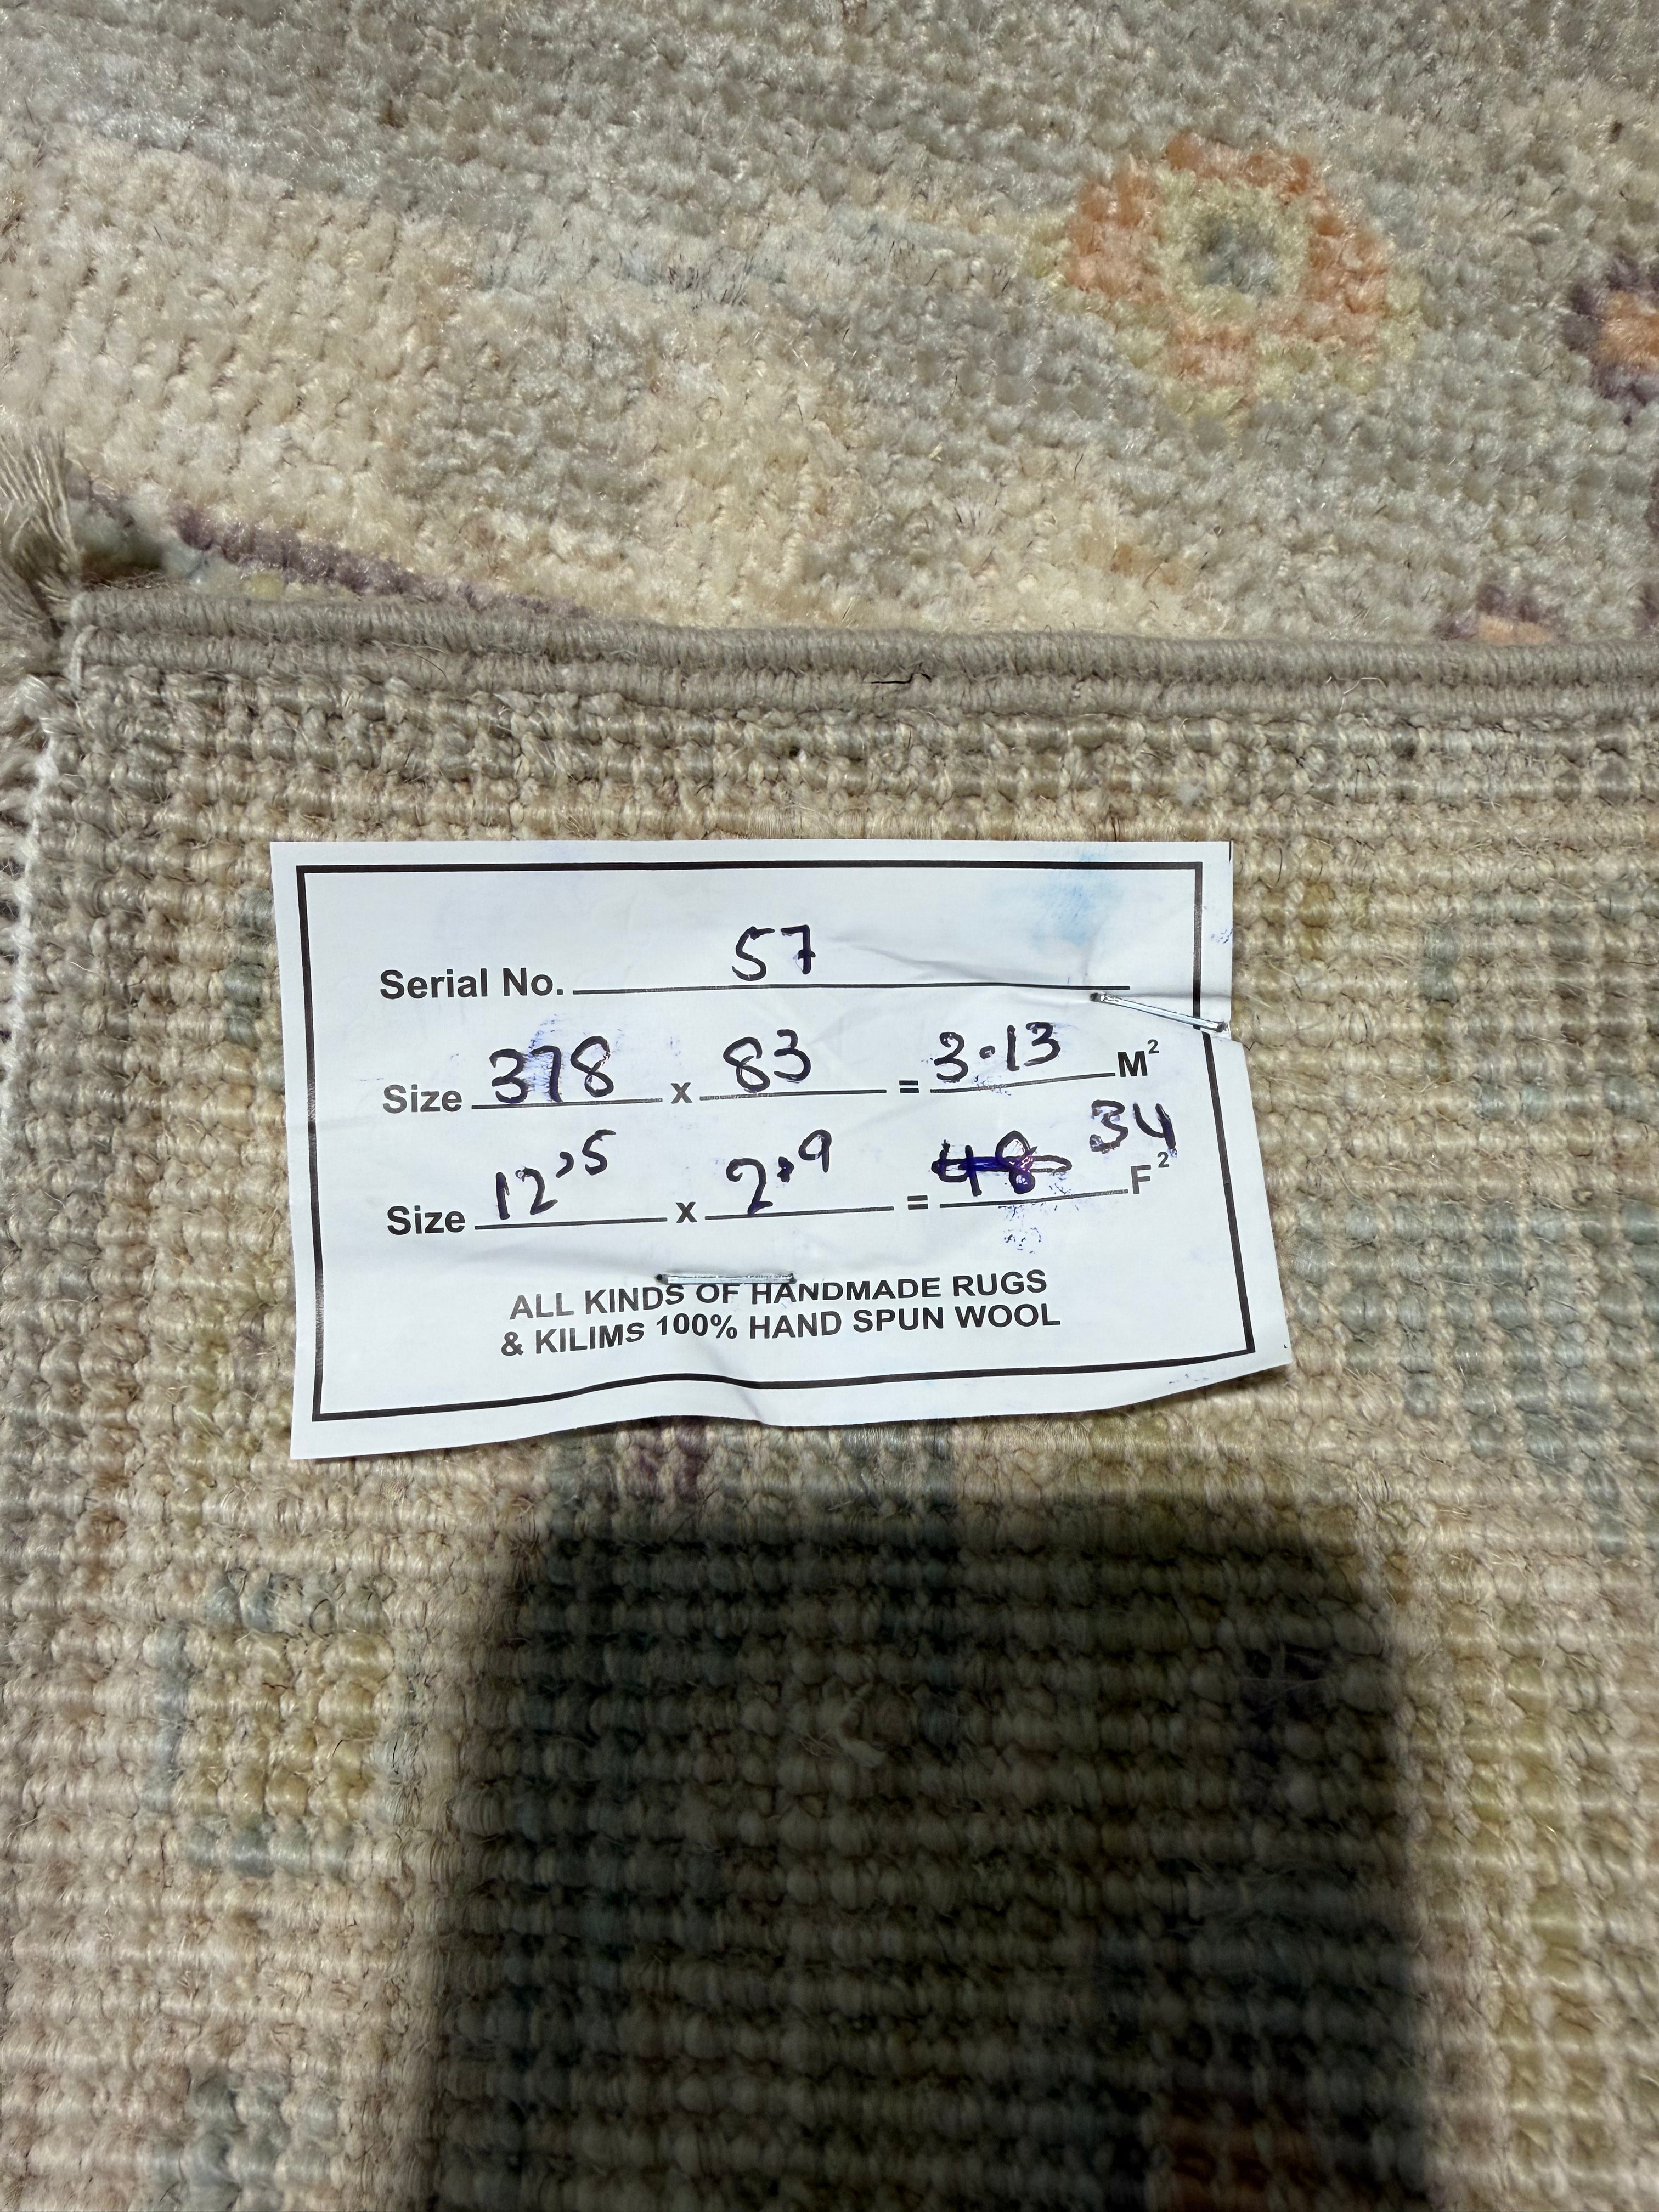 Serial No. 57
Size 378 x 83 = 3.13 M²
Size 12'5 x 2'9 = 48 34 F²
ALL KINDS OF HANDMADE RUGS
& KILIMS 100% HAND SPUN WOOL